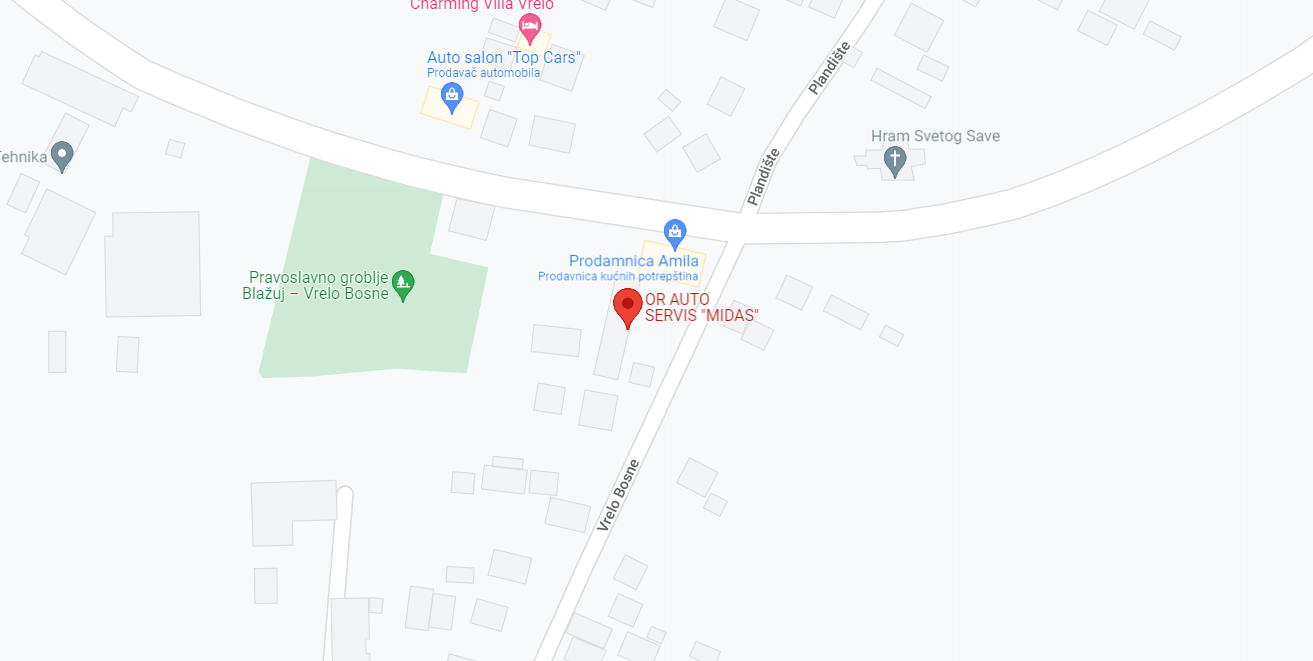 Charming Villa Vrelo
Auto salon "Top Cars"
Prodavač automobila
Plandište
Hram Svetog Save
Tehnika
Plandište
Prodamnica Amila
Prodavnica kućnih potrepština
Pravoslavno groblje
Blažuj – Vrelo Bosne
OR AUTO
SERVIS "MIDAS"
Vrelo Bosne